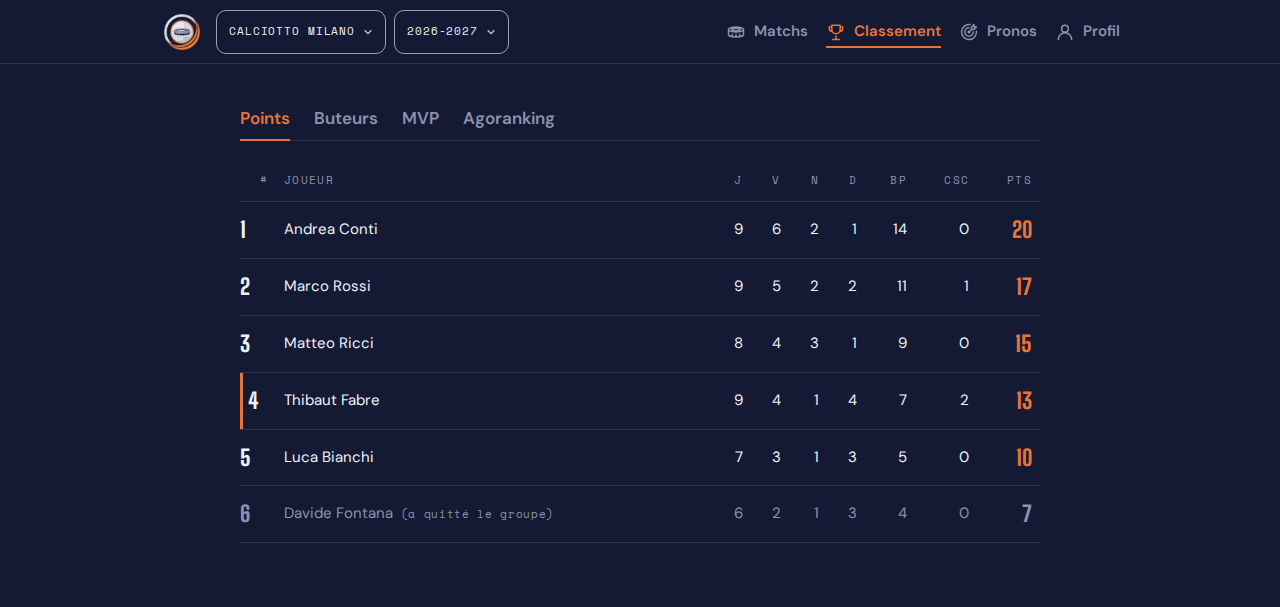 CALCIOTTO MILANO 2026-2027 Matchs Classement Pronos Profil
Points Buteurs MVP Agoranking
# JOUEUR J V N D BP CSC PTS
1 Andrea Conti 9 6 2 1 14 0 20
2 Marco Rossi 9 5 2 2 11 1 17
3 Matteo Ricci 8 4 3 1 9 0 15
4 Thibaut Fabre 9 4 1 4 7 2 13
5 Luca Bianchi 7 3 1 3 5 0 10
6 Davide Fontana (a quitté le groupe) 6 2 1 3 4 0 7